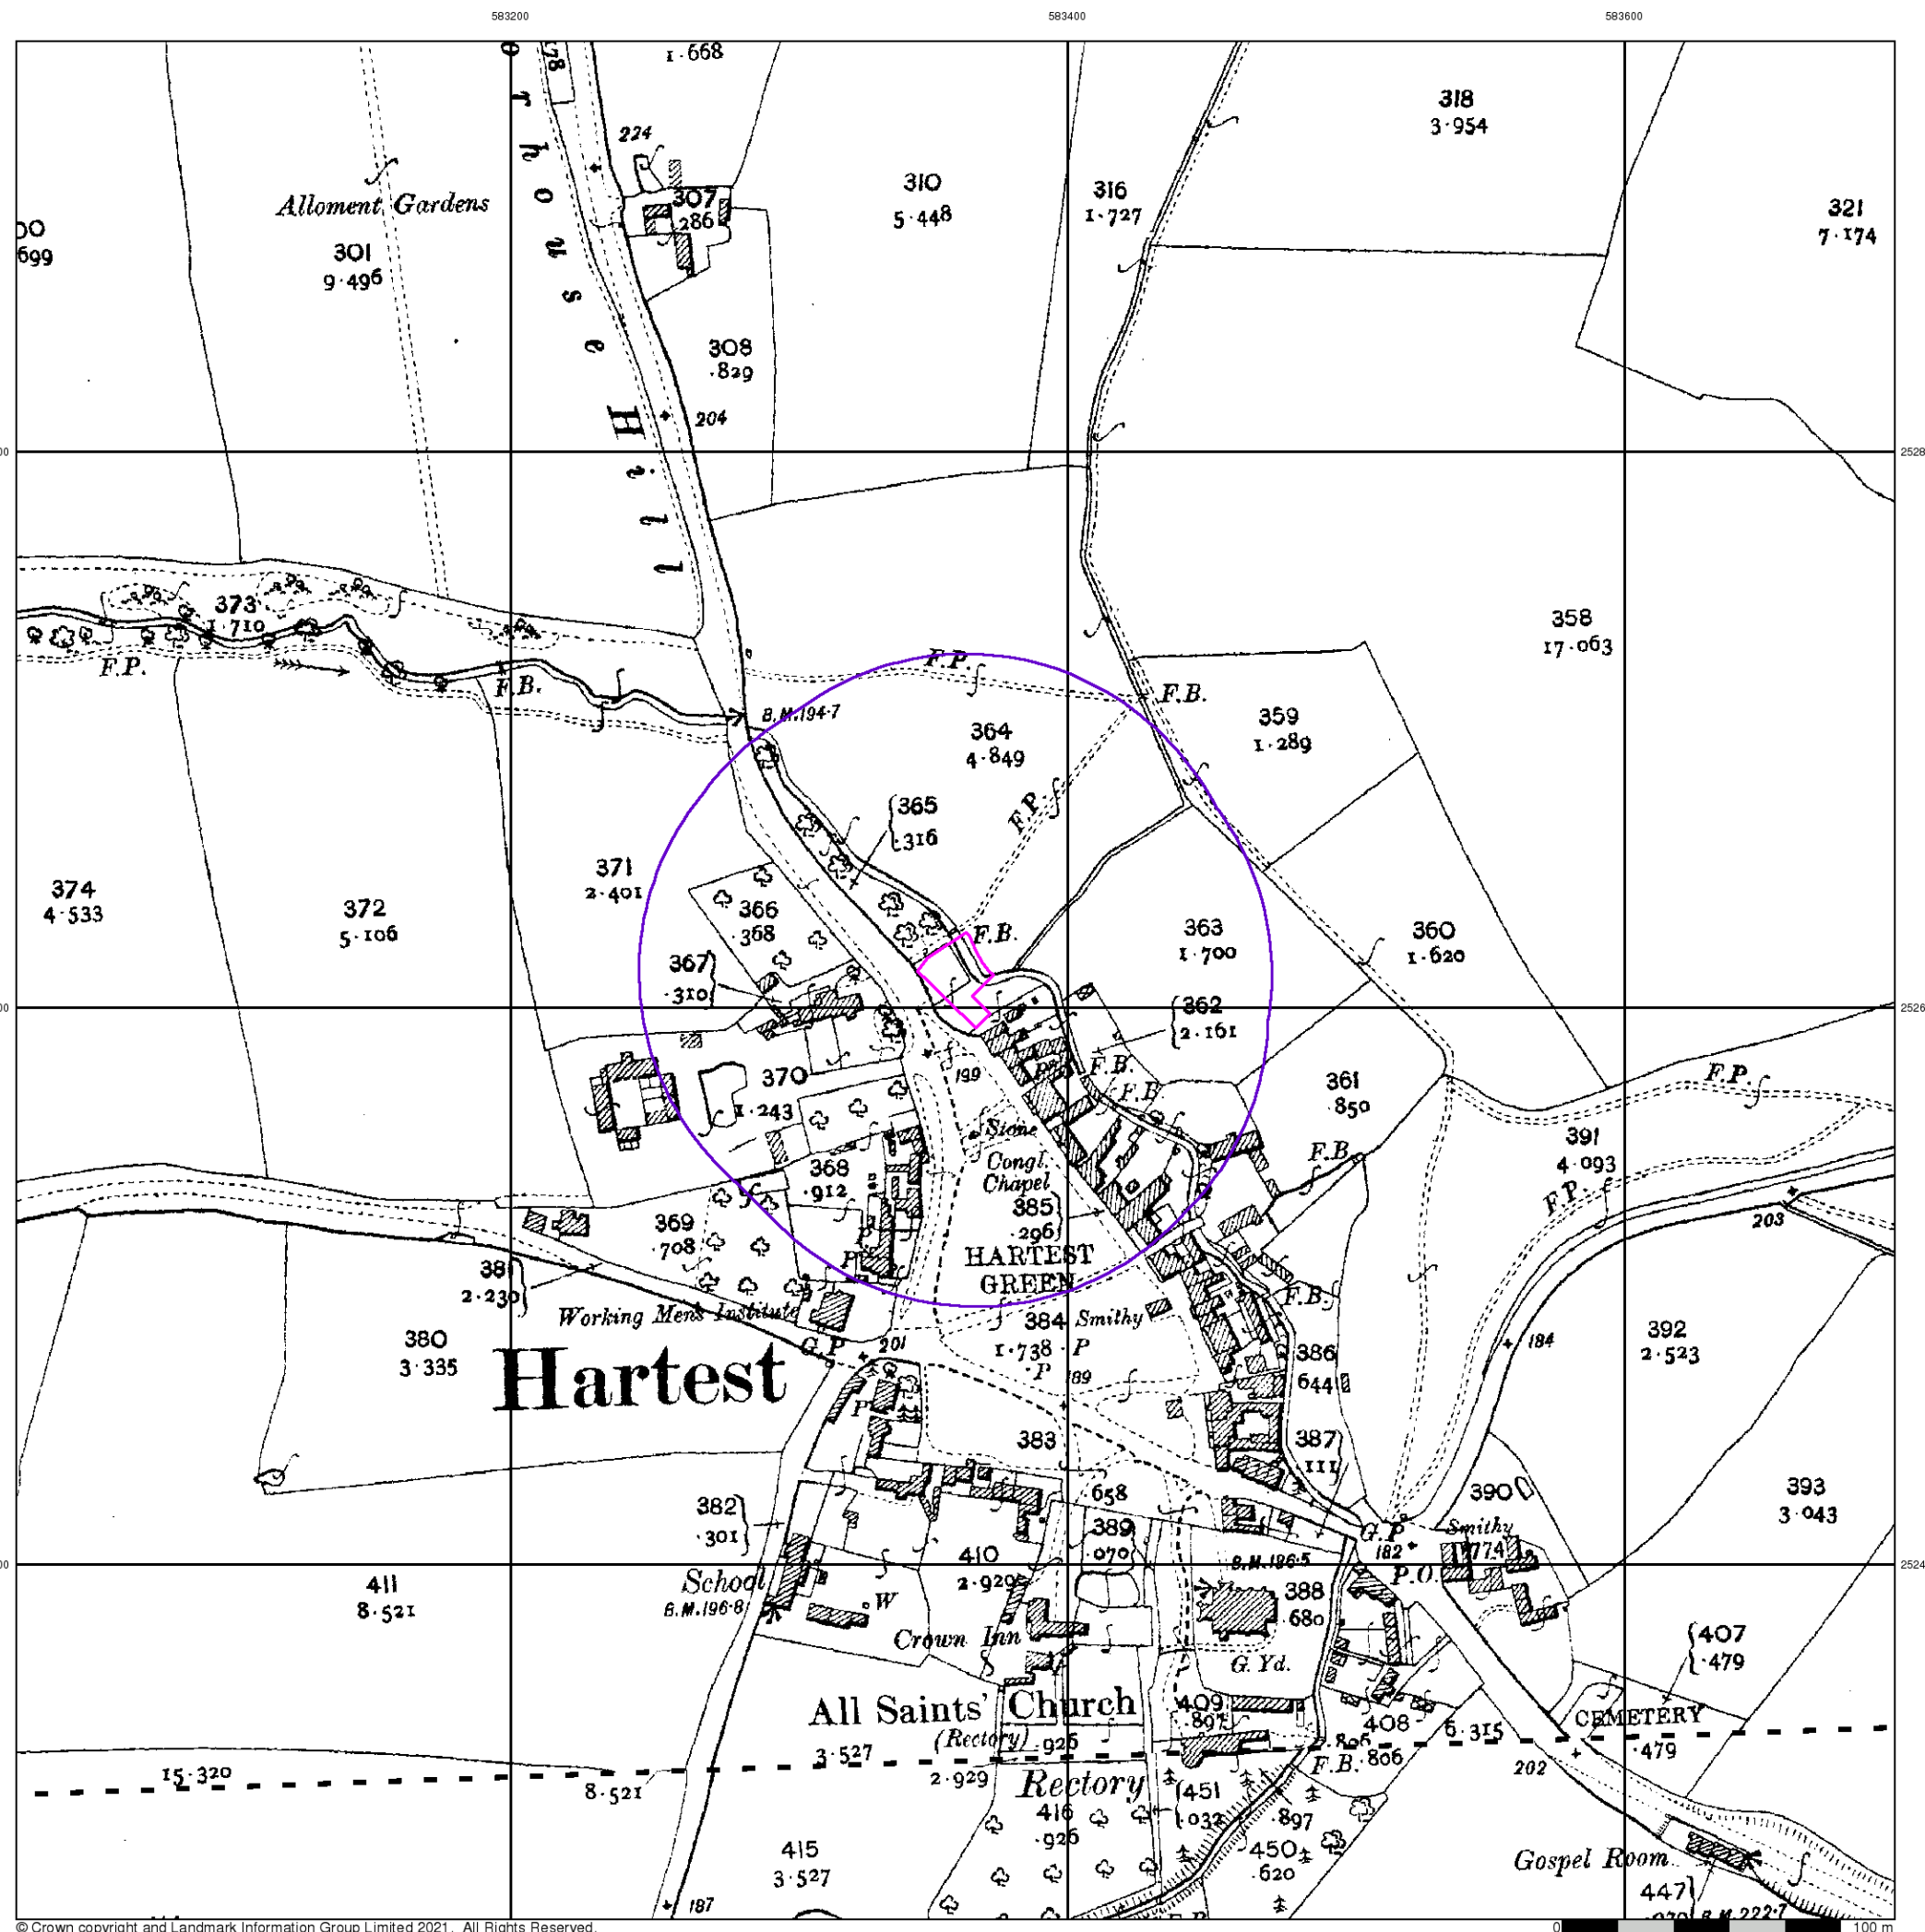 583200
583400
583600
1·668
318
3·954
224
307
286
310
5·448
316
1·727
321
7·174
Alloment Gardens
301
9·496
699
308
·829
204
Hill
2528
373
1·710
F.P.
F.B.
B.M.194·7
F.P.
F.B.
358
17·063
359
1·289
364
4·849
F.P.
365
·316
371
2·401
374
4·533
372
5·106
366
·368
F.B.
363
1·700
360
1·620
367
·310
362
2·161
2526
199
P
F.B.
F.B.
F.P.
370
1·243
361
·850
Stone
391
4·093
Congl.
Chapel
F.B.
368
·912
385
·296
F.P.
203
369
·708
P
P
HARTEST
GREEN
381
2·230
F.B.
Working Men's Institute
384
Smithy
1·738
P
P
189
380
3·335
G.P
201
Hartest
386
644
184
392
2·523
P
383
387
·111
393
3·043
390
·658
382
·301
389
·070
G.P
182
Smithy
·774
B.M.186·5
P.O.
2524
411
8·521
School
B.M.196·8
W
410
2·929
388
·680
Crown Inn
407
·479
G. Yd.
All Saints' Church
(Rectory)
409
·897
408
·806
6·315
CEMETERY
·479
3·527
·926
F.B.
·806
202
15·320
8·521
2·929
Rectory
416
·926
451
1·032
·897
415
3·527
450
·620
Gospel Room
447
B.M.222·7
187
F.B.
© Crown copyright and Landmark Information Group Limited 2021. All Rights Reserved.
0
100 m